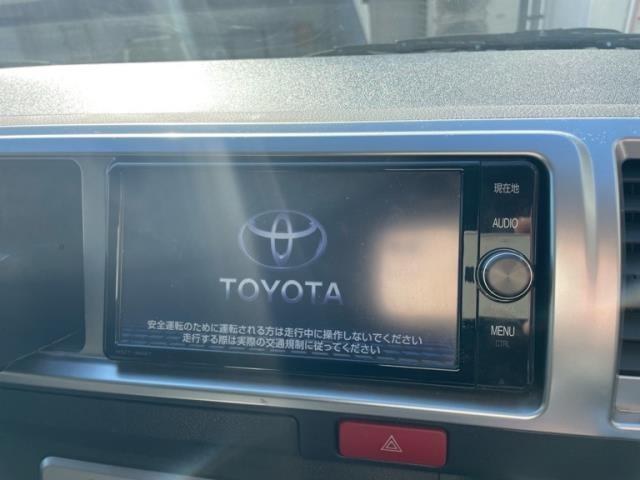 現在地
AUDIO
TOYOTA
安全運転のために運転される方は走行中に操作しないでください
走行する際は実際の交通規制に従ってください
MENU
CTRL